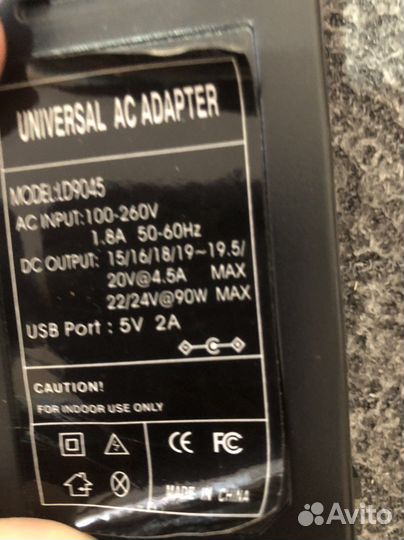 UNIVERSAL AC ADAPTER
MODEL:LD9045
AC INPUT:100-260V
1.8A 50-60Hz
DC OUTPUT: 15/16/18/19~19.5/
20V@4.5A MAX
22/24V@90W MAX
USB Port : 5V 2A
CAUTION!
FOR INDOOR USE ONLY
CE FC
MADE IN CHINA
Avito